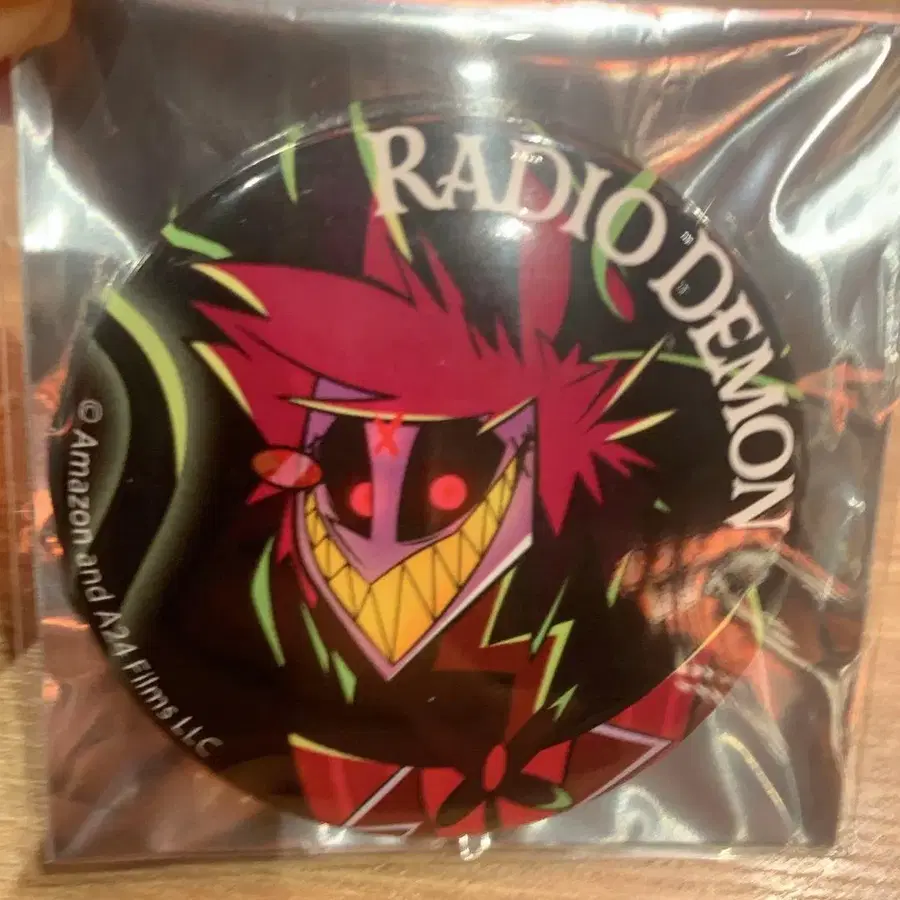 RADIO DEMON
© Amazon and A24 Films LLC